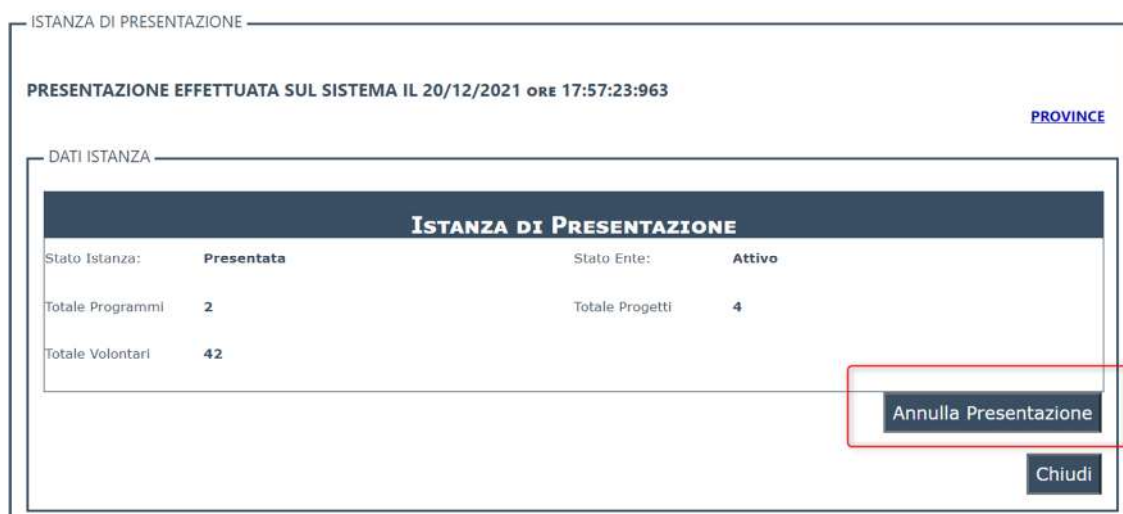 ISTANZA DI PRESENTAZIONE
PRESENTAZIONE EFFETTUATA SUL SISTEMA IL 20/12/2021 ORE 17:57:23:963
PROVINCE
DATI ISTANZA
ISTANZA DI PRESENTAZIONE
Stato Istanza: Presentata Stato Ente: Attivo
Totale Programmi 2 Totale Progetti 4
Totale Volontari 42
Annulla Presentazione
Chiudi